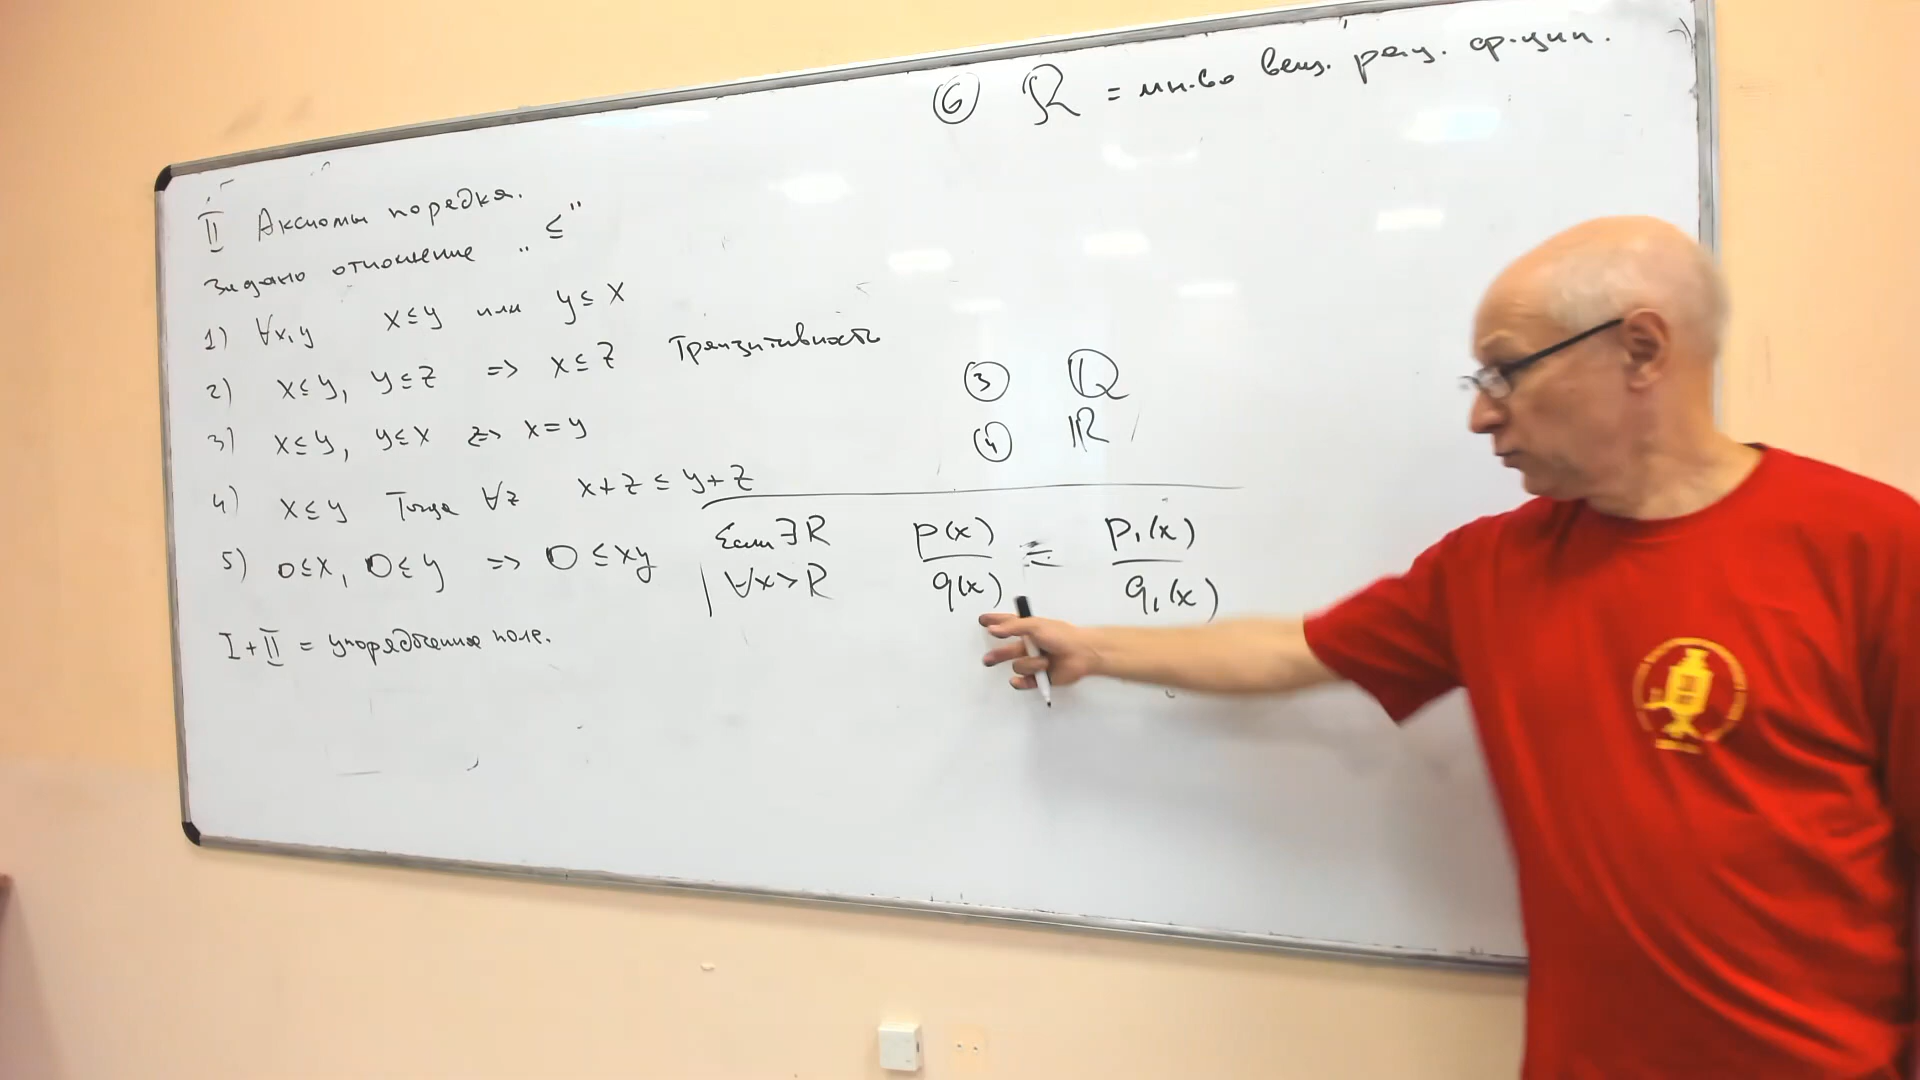 ⑥ ℛ = мн-во вещ. рац. ф-ций.
II Аксиомы порядка.
Задано отношение „≤"
1) ∀x,y x≤y или y≤x
2) x≤y, y≤z => x≤z Транзитивность
3) x≤y, y≤x => x=y
4) x≤y Тогда ∀z x+z ≤ y+z
5) 0≤x, 0≤y => 0≤xy
I+II = упорядоченное поле.
③ ℚ
④ ℝ
Если ∃R
∀x>R
p(x)/q(x) ≤ p₁(x)/q₁(x)